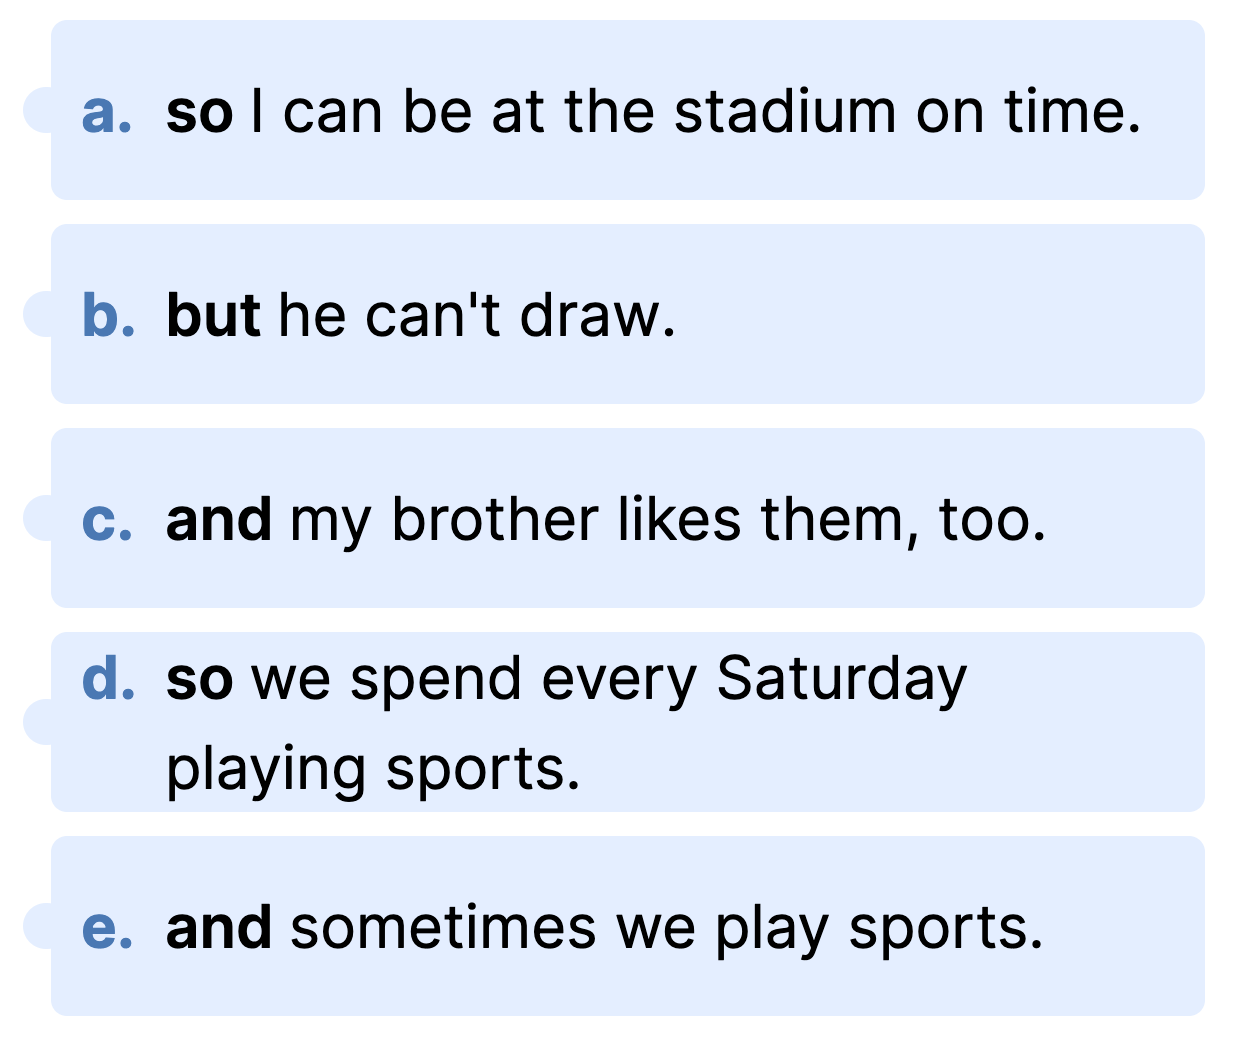 a. so I can be at the stadium on time.
b. but he can't draw.
c. and my brother likes them, too.
d. so we spend every Saturday
playing sports.
e. and sometimes we play sports.